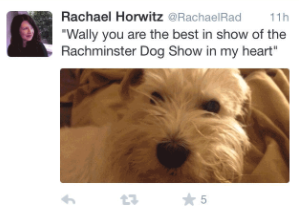 Rachael Horwitz @RachaelRad 11h
"Wally you are the best in show of the
Rachminster Dog Show in my heart"
5